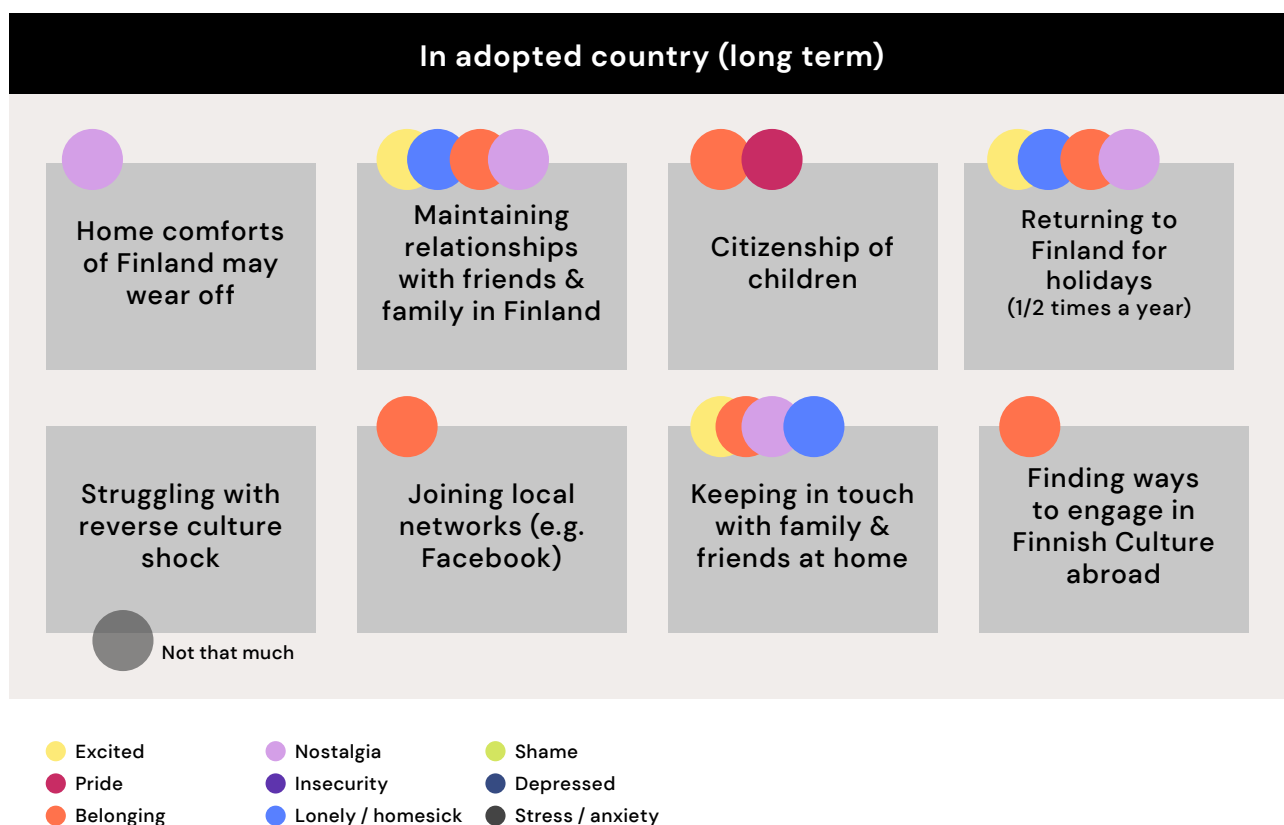 In adopted country (long term)
Home comforts
of Finland may
wear off
Maintaining
relationships
with friends &
family in Finland
Citizenship of
children
Returning to
Finland for
holidays
(1/2 times a year)
Struggling with
reverse culture
shock
Not that much
Joining local
networks (e.g.
Facebook)
Keeping in touch
with family &
friends at home
Finding ways
to engage in
Finnish Culture
abroad
Excited
Pride
Belonging
Nostalgia
Insecurity
Lonely / homesick
Shame
Depressed
Stress / anxiety